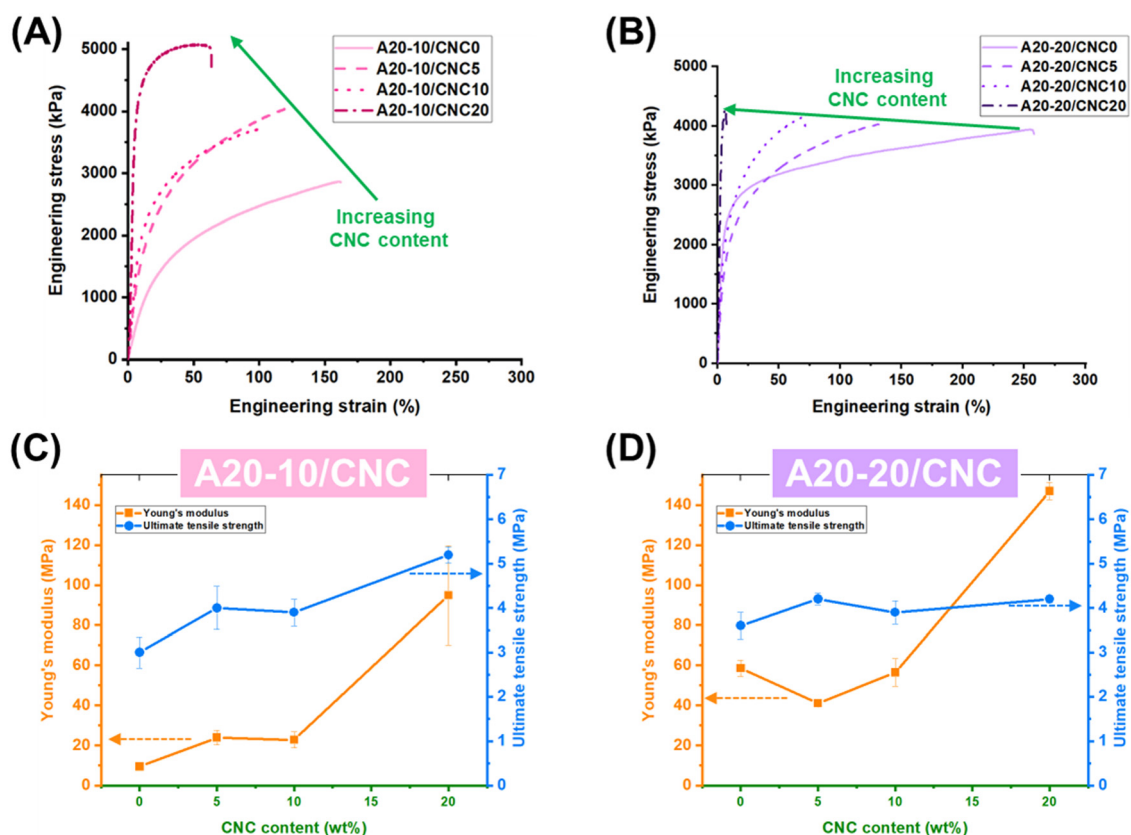 (A)
A20-10/CNC0
A20-10/CNC5
A20-10/CNC10
A20-10/CNC20
Increasing
CNC content
Engineering stress (kPa)
5000
4000
3000
2000
1000
0
0 50 100 150 200 250 300
Engineering strain (%)
(B)
A20-20/CNC0
A20-20/CNC5
A20-20/CNC10
A20-20/CNC20
Increasing
CNC content
Engineering stress (kPa)
5000
4000
3000
2000
1000
0
0 50 100 150 200 250 300
Engineering strain (%)
(C)
A20-10/CNC
Young's modulus
Ultimate tensile strength
Young's modulus (MPa)
140
120
100
80
60
40
20
0
Ultimate tensile strength (MPa)
7
6
5
4
3
2
1
0
0 5 10 15 20
CNC content (wt%)
(D)
A20-20/CNC
Young's modulus
Ultimate tensile strength
Young's modulus (MPa)
140
120
100
80
60
40
20
0
Ultimate tensile strength (MPa)
7
6
5
4
3
2
1
0
0 5 10 15 20
CNC content (wt%)